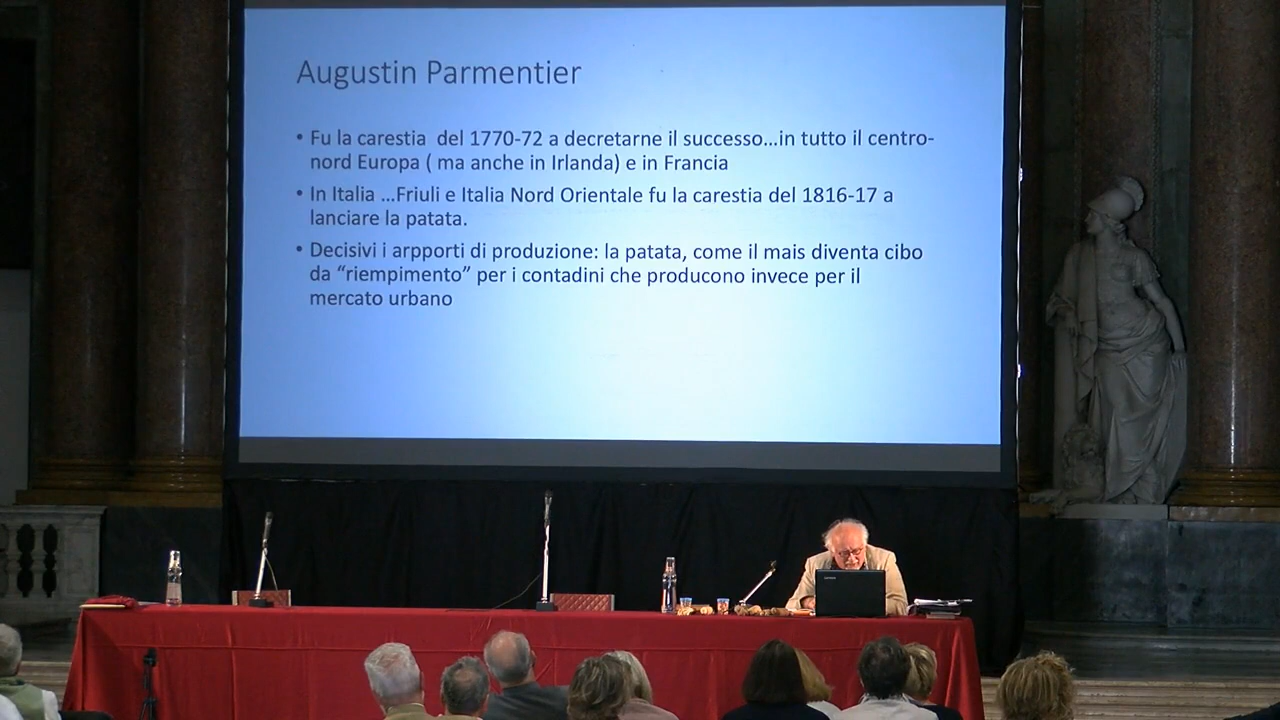 Augustin Parmentier
• Fu la carestia del 1770-72 a decretarne il successo...in tutto il centro-
nord Europa ( ma anche in Irlanda) e in Francia
• In Italia ...Friuli e Italia Nord Orientale fu la carestia del 1816-17 a
lanciare la patata.
• Decisivi i arpporti di produzione: la patata, come il mais diventa cibo
da “riempimento” per i contadini che producono invece per il
mercato urbano